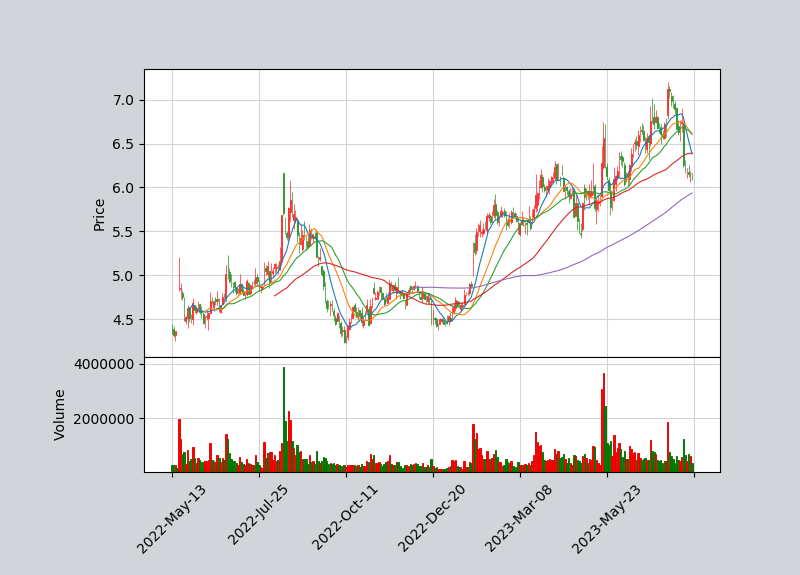 7.0
6.5
6.0
5.5
5.0
4.5
Price
4000000
2000000
Volume
2022-May-13
2022-Jul-25
2022-Oct-11
2022-Dec-20
2023-Mar-08
2023-May-23